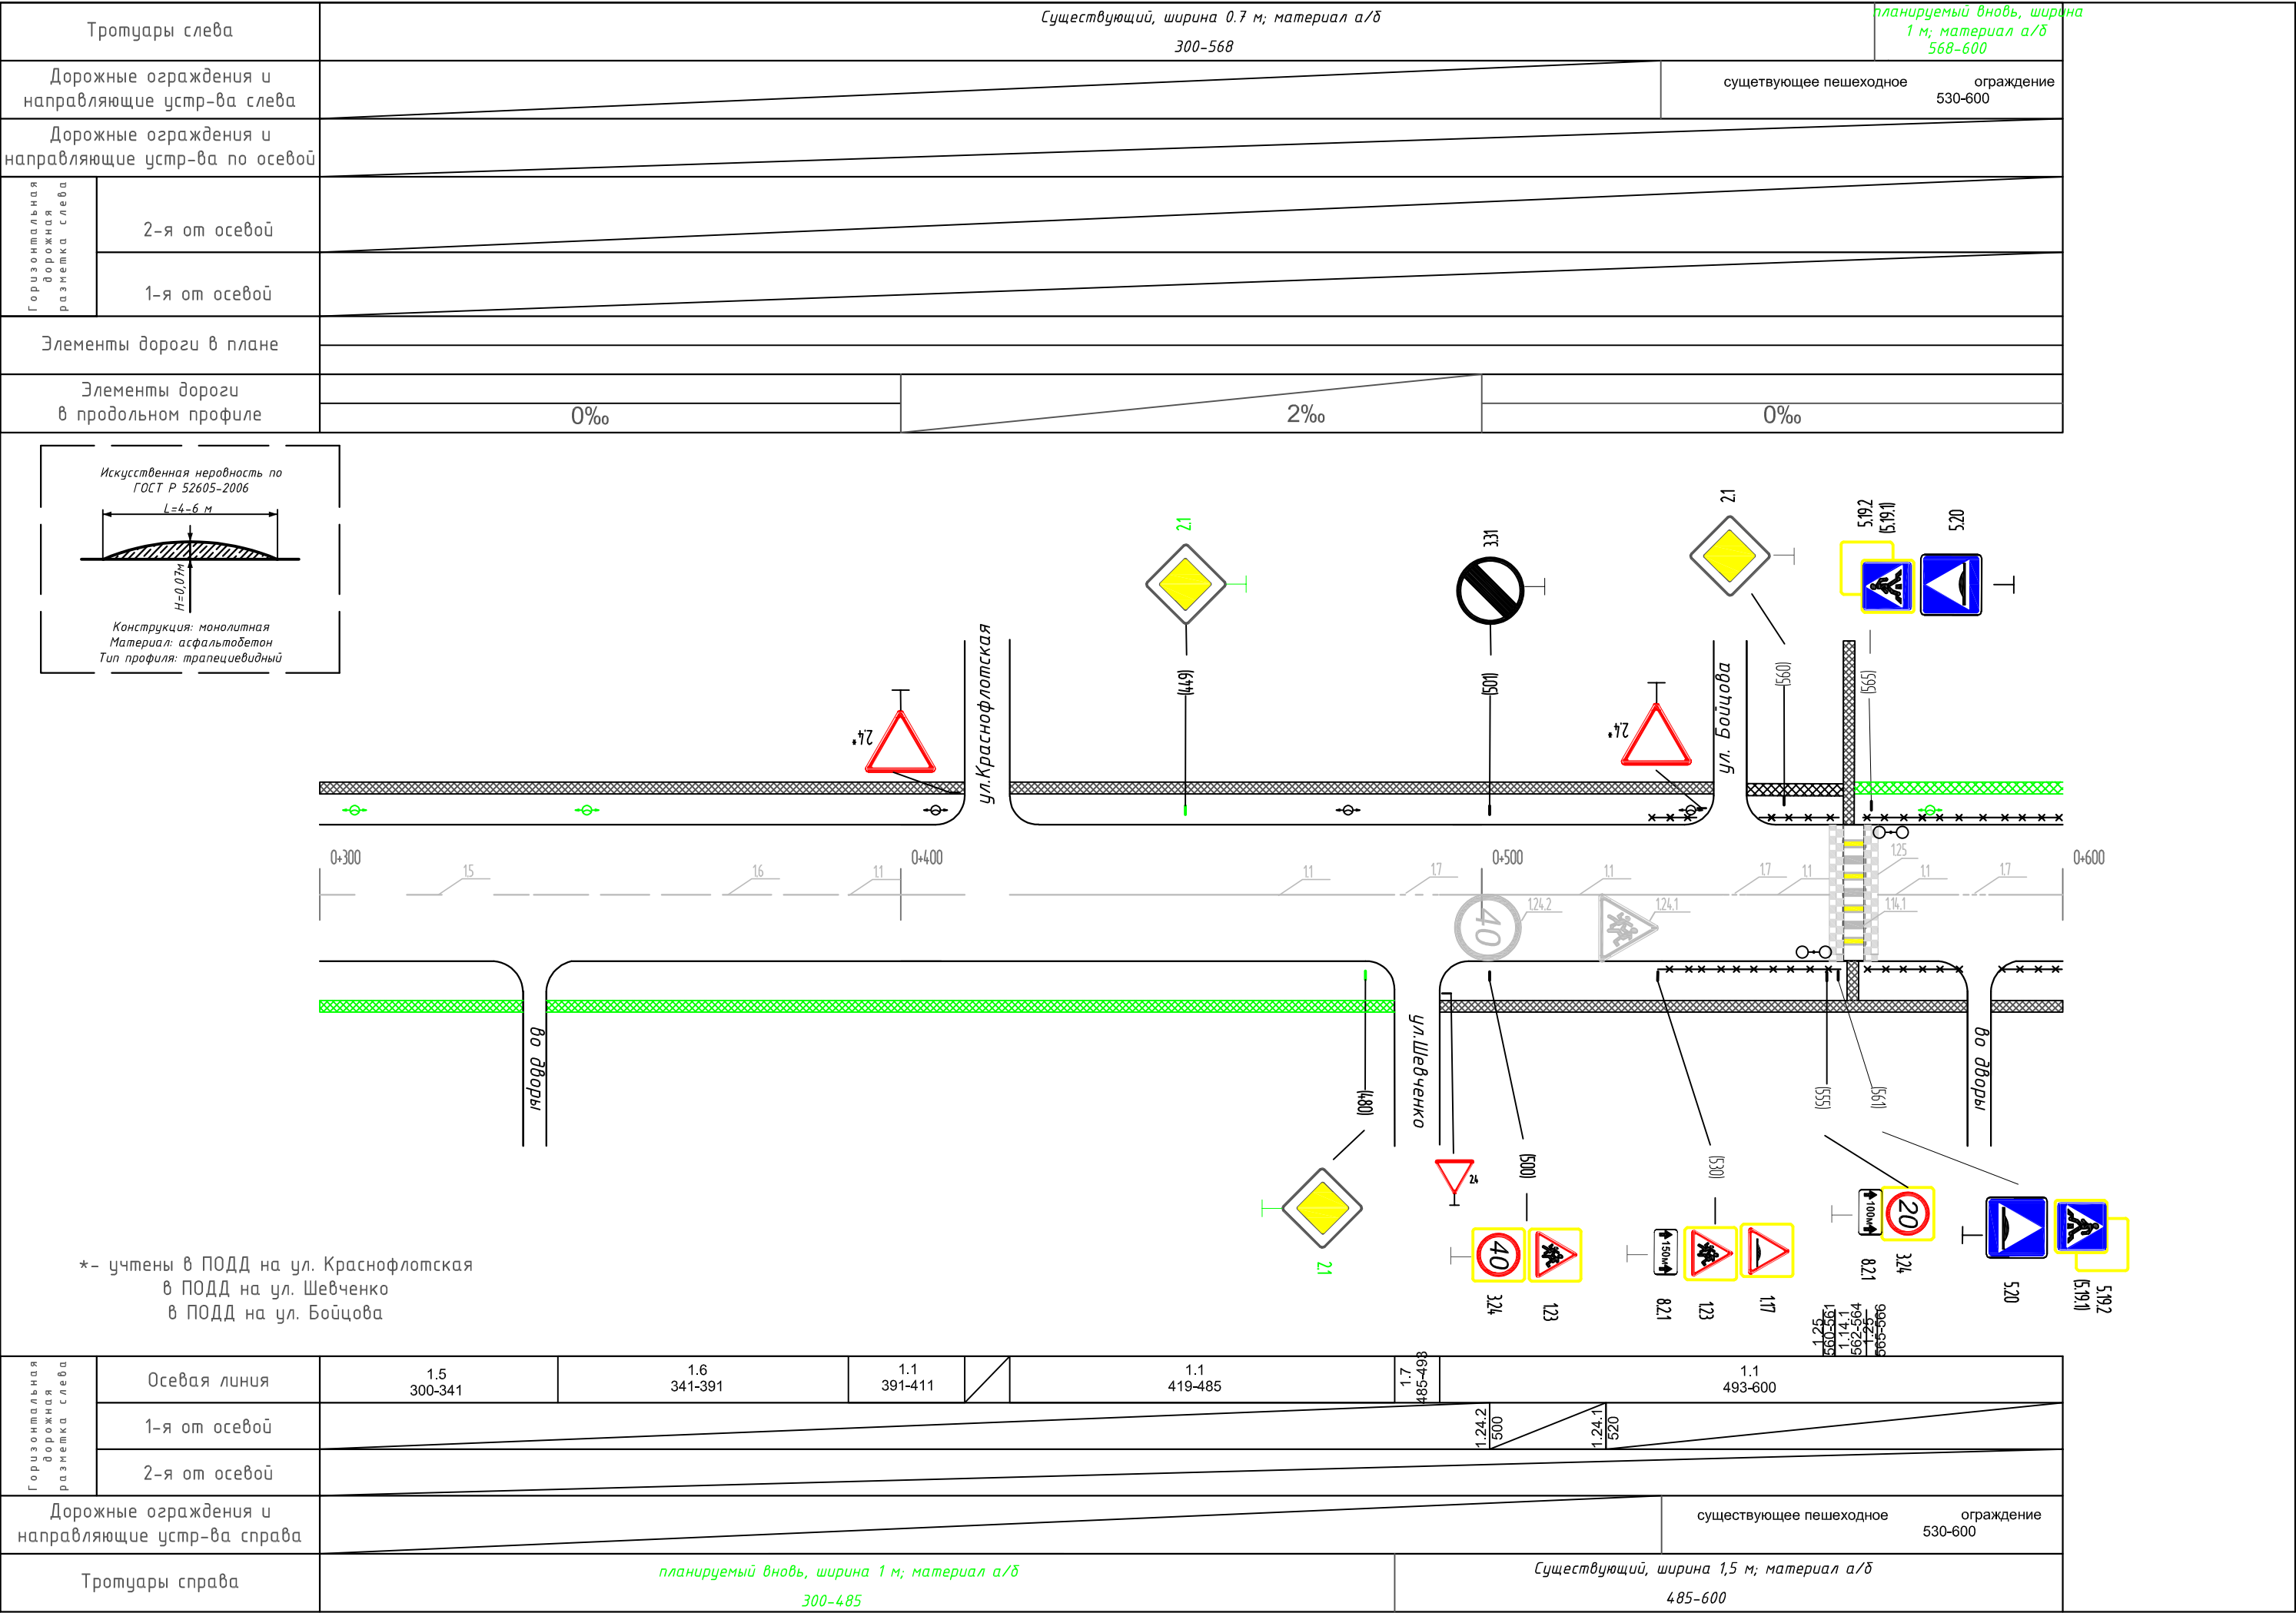 Тротуары слева
Существующий, ширина 0.7 м; материал а/б
300-568
планируемый вновь, ширина
1 м; материал а/б
568-600
Дорожные ограждения и
направляющие устр-ва слева
сущетвующее пешеходное ограждение
530-600
Дорожные ограждения и
направляющие устр-ва по осевой
Горизонтальная
дорожная
разметка слева
2-я от осевой
1-я от осевой
Элементы дороги в плане
Элементы дороги
в продольном профиле
0‰
2‰
0‰
Искусственная неровность по
ГОСТ Р 52605-2006
L=4-6 м
H=0,07м
Конструкция: монолитная
Материал: асфальтобетон
Тип профиля: трапециевидный
2.1
3.31
2.1
5.19.2
(5.19.1)
5.20
ул.Краснофлотская
(449)
(501)
ул. Бойцова
(560)
(565)
2.4*
2.4*
0+300
0+400
0+500
0+600
1.5
1.6
1.1
1.1
1.7
1.1
1.7
1.1
1.25
1.1
1.7
40
1.24.2
1.24.1
1.14.1
во дворы
(480)
ул.Шевченко
(500)
(530)
(555)
(561)
во дворы
2.1
2.4
40
3.24
1.23
150м
8.2.1
1.23
1.17
100м
20
8.2.1
3.24
5.20
(5.19.1)
5.19.2
*- учтены в ПОДД на ул. Краснофлотская
в ПОДД на ул. Шевченко
в ПОДД на ул. Бойцова
1.25
560-561
1.14.1
562-564
1.25
565-566
Горизонтальная
дорожная
разметка слева
Осевая линия
1.5
300-341
1.6
341-391
1.1
391-411
1.1
419-485
1.7
485-493
1.1
493-600
1-я от осевой
1.24.2
500
1.24.1
520
2-я от осевой
Дорожные ограждения и
направляющие устр-ва справа
существующее пешеходное ограждение
530-600
Тротуары справа
планируемый вновь, ширина 1 м; материал а/б
300-485
Существующий, ширина 1,5 м; материал а/б
485-600